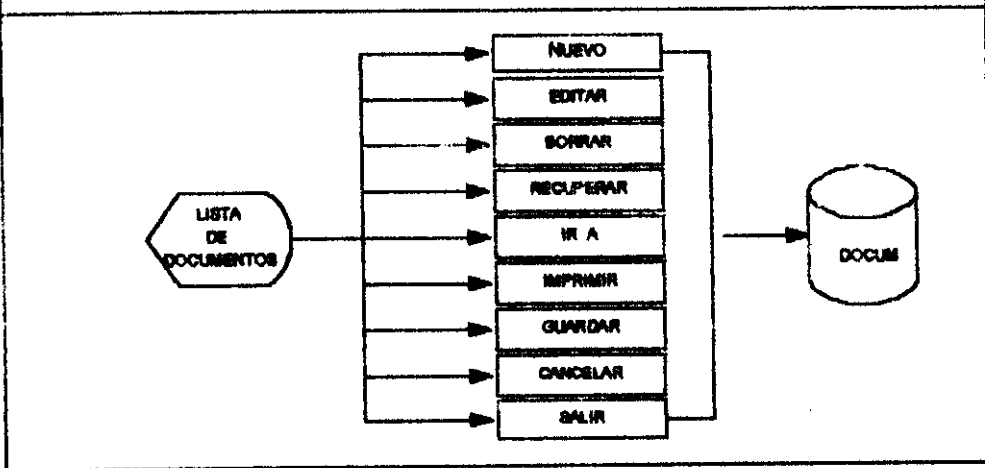 NUEVO
EDITAR
BORRAR
RECUPERAR
LISTA
DE
DOCUMENTOS
IR A
DOCUM
IMPRIMIR
GUARDAR
CANCELAR
SALIR